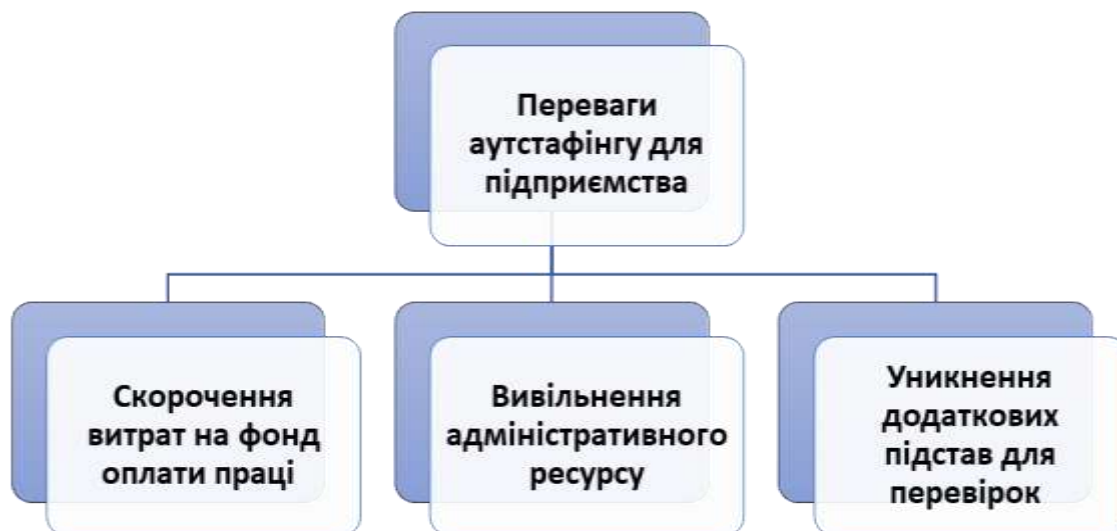 Переваги
аутстафінгу для
підприємства
Скорочення
витрат на фонд
оплати праці
Вивільнення
адміністративного
ресурсу
Уникнення
додаткових
підстав для
перевірок